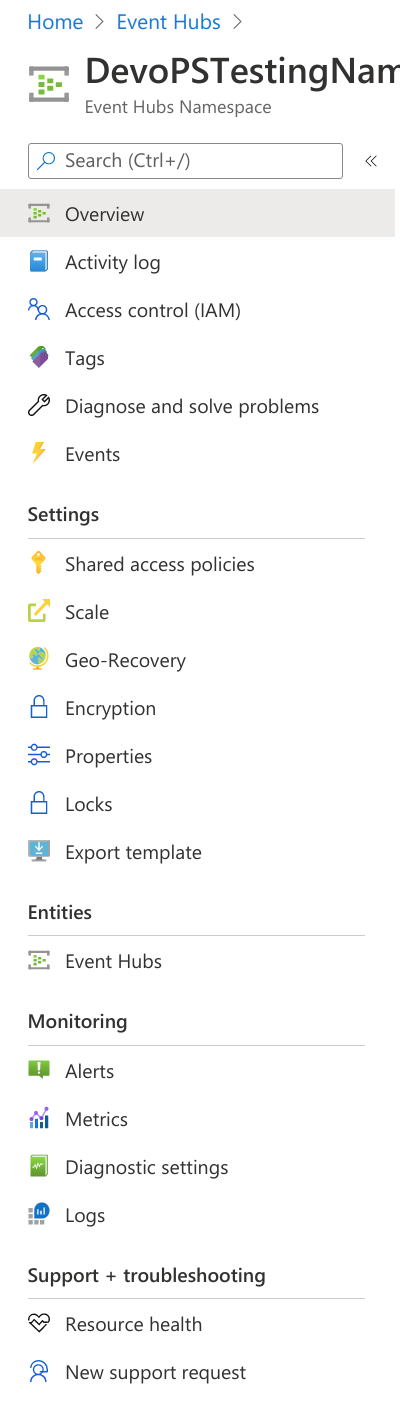 Home > Event Hubs >
DevoPSTestingNam
Event Hubs Namespace
Search (Ctrl+/) «
Overview
Activity log
Access control (IAM)
Tags
Diagnose and solve problems
Events
Settings
Shared access policies
Scale
Geo-Recovery
Encryption
Properties
Locks
Export template
Entities
Event Hubs
Monitoring
Alerts
Metrics
Diagnostic settings
Logs
Support + troubleshooting
Resource health
New support request